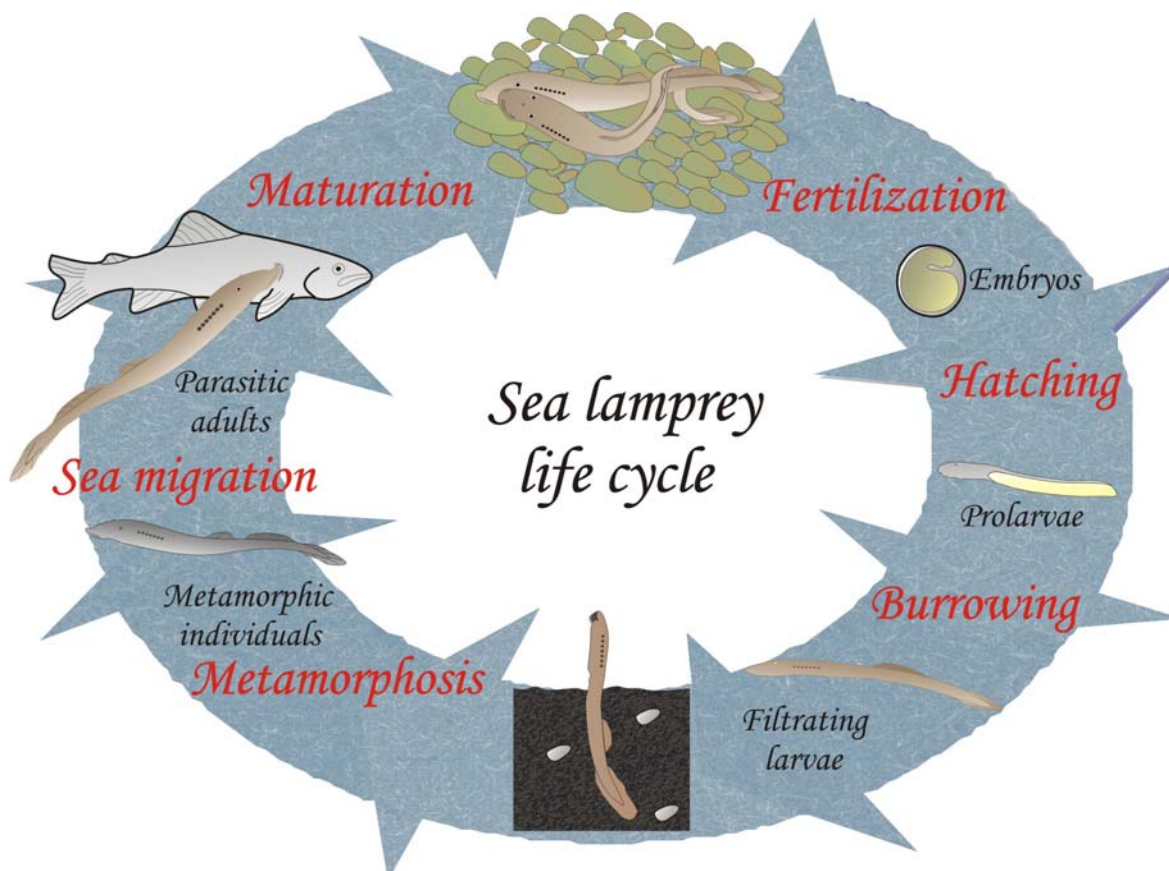 Maturation
Fertilization
Embryos
Hatching
Parasitic
adults
Sea lamprey
life cycle
Sea migration
Prolarvae
Metamorphic
individuals
Burrowing
Metamorphosis
Filtrating
larvae